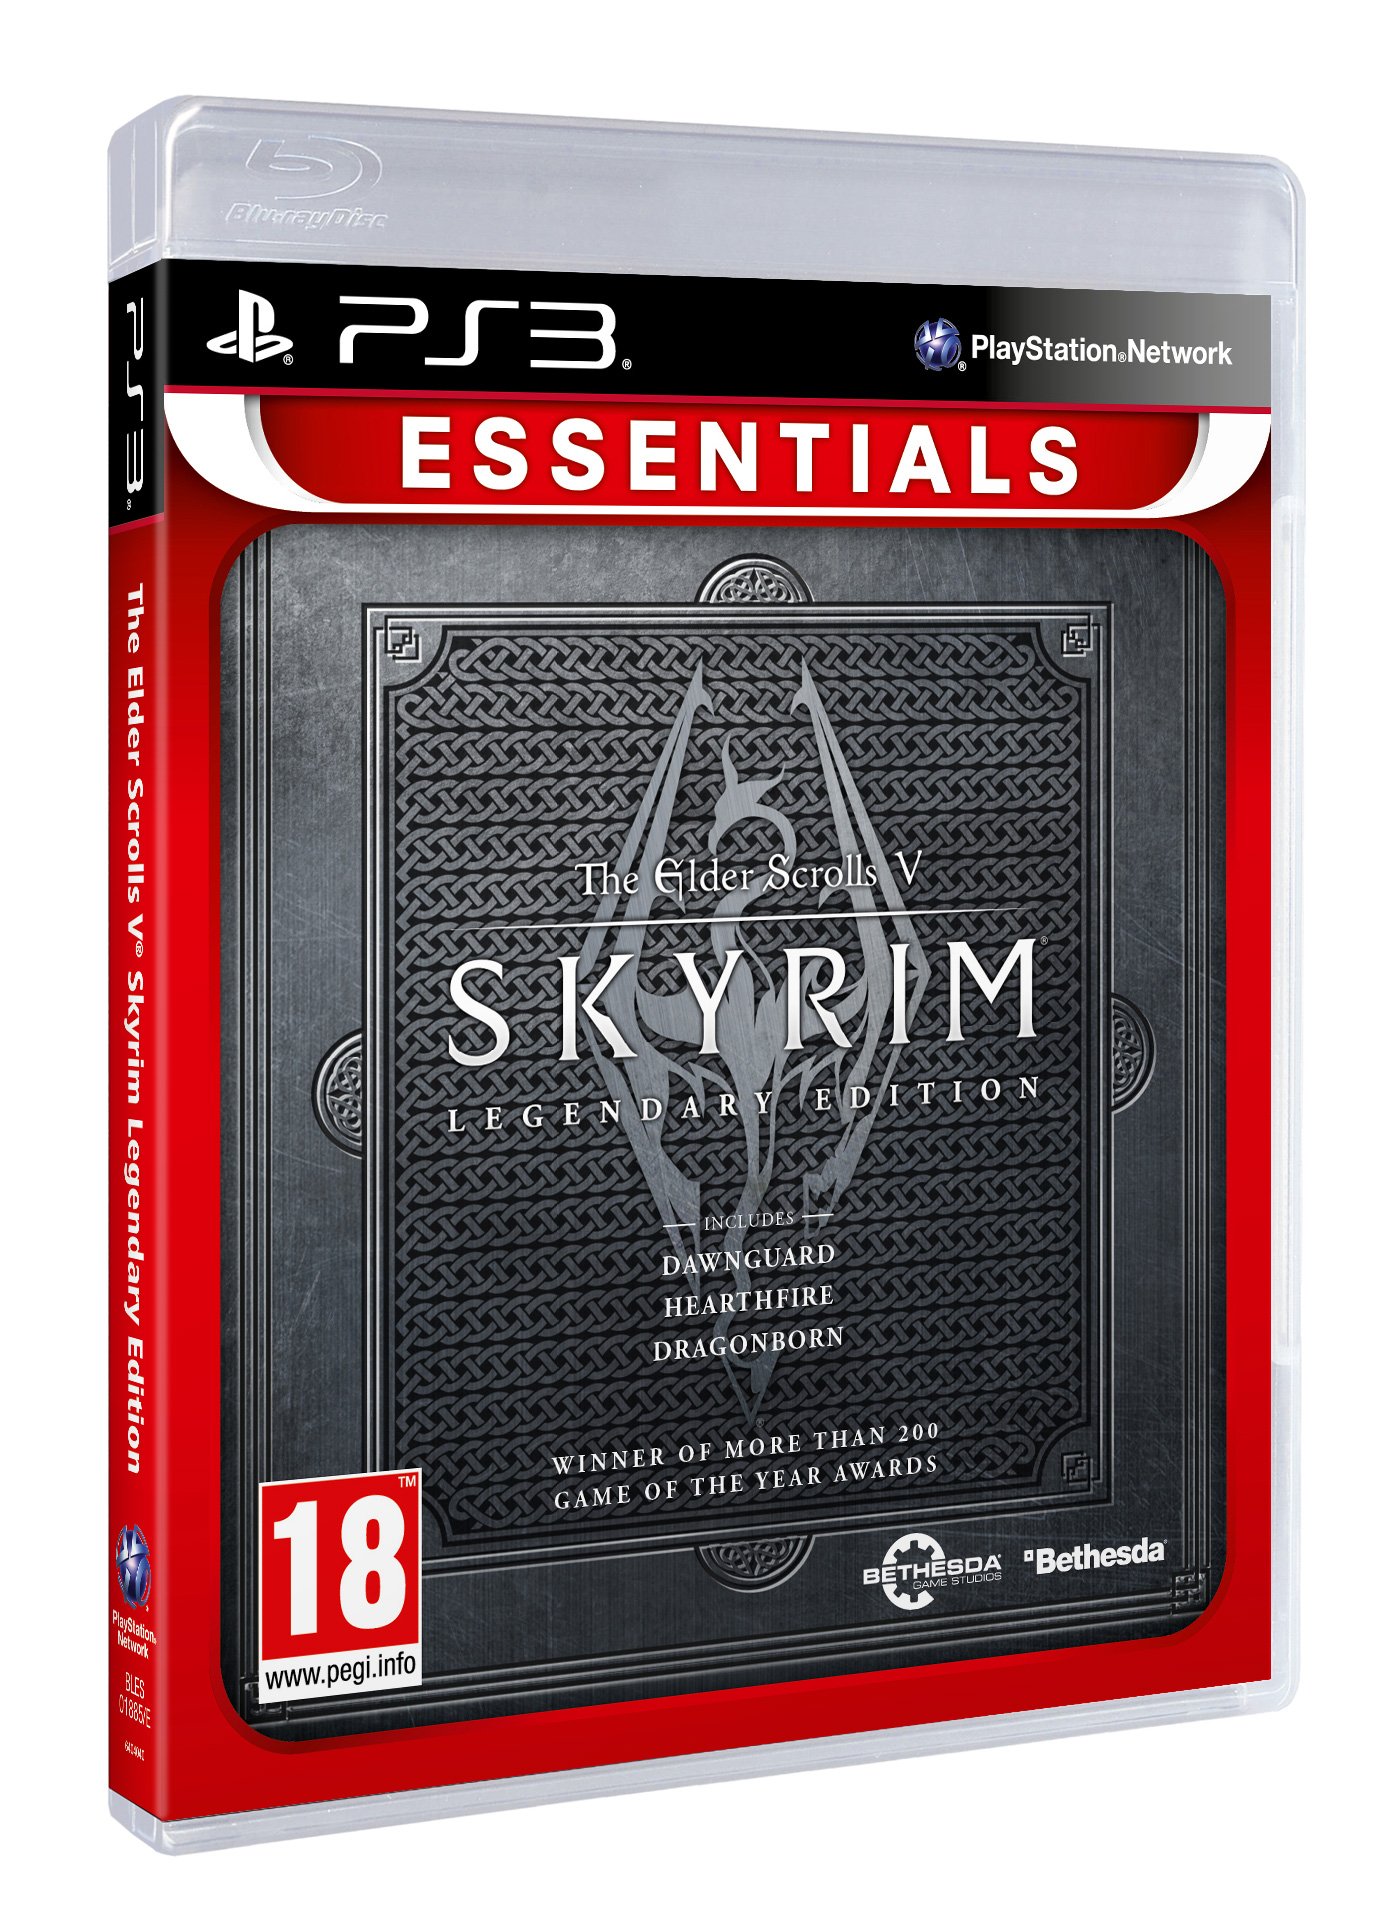 Blu-ray Disc
PS3®
PlayStation®Network
ESSENTIALS
The Elder Scrolls V
SKYRIM®
LEGENDARY EDITION
INCLUDES
DAWNGUARD
HEARTHFIRE
DRAGONBORN
WINNER OF MORE THAN 200
GAME OF THE YEAR AWARDS
18™
www.pegi.info
BETHESDA
GAME STUDIOS
Bethesda®
PS3®
The Elder Scrolls V® Skyrim Legendary Edition
PlayStation®
Network
BLES
01885/E